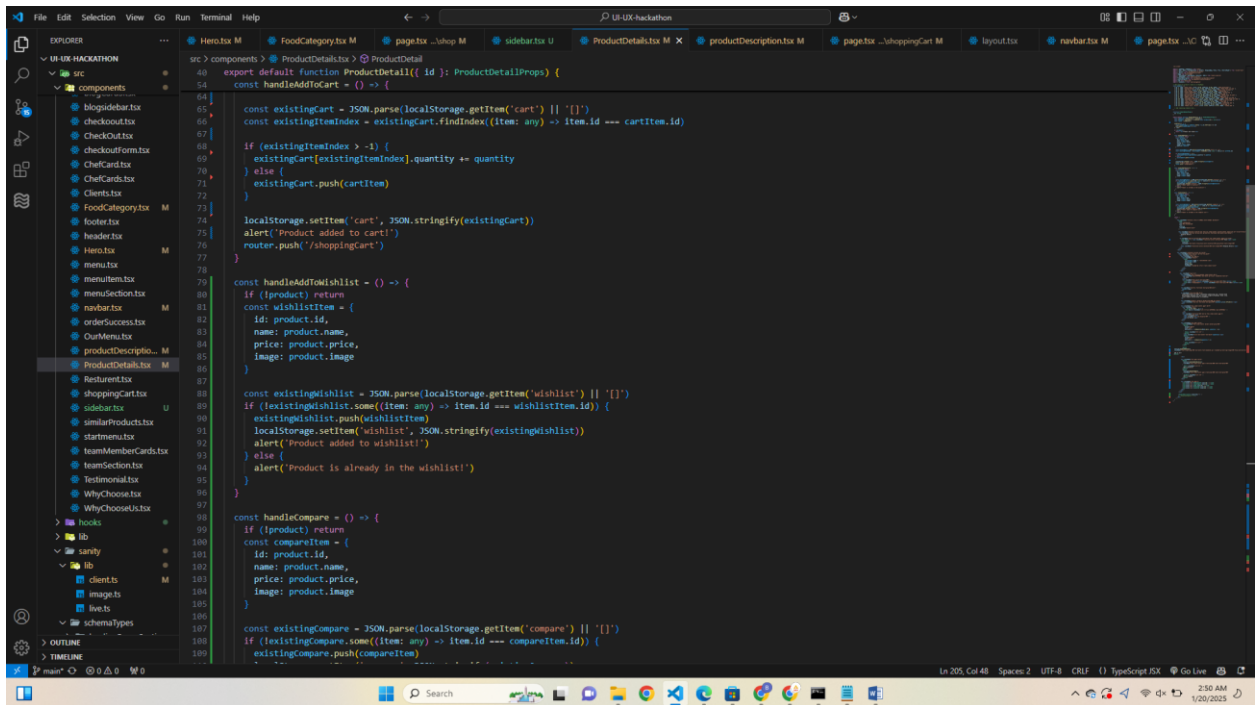 File Edit Selection View Go Run Terminal Help
UI-UX-hackathon
EXPLORER
Hero.tsx M FoodCategory.tsx M page.tsx ...\shop M sidebar.tsx U ProductDetails.tsx M productDescription.tsx M page.tsx ...\shoppingCart M layout.tsx navbar.tsx M page.tsx
UI-UX-HACKATHON
src
components
blogsidebar.tsx
checkoout.tsx
CheckOut.tsx
checkoutForm.tsx
ChefCard.tsx
ChefCards.tsx
Clients.tsx
FoodCategory.tsx M
footer.tsx
header.tsx
Hero.tsx M
menu.tsx
menuItem.tsx
menuSection.tsx
navbar.tsx M
orderSuccess.tsx
OurMenu.tsx
productDescriptio... M
ProductDetails.tsx M
Resturent.tsx
shoppingCart.tsx
sidebar.tsx U
similarProducts.tsx
startmenu.tsx
teamMemberCards.tsx
teamSection.tsx
Testimonial.tsx
WhyChoose.tsx
WhyChooseUs.tsx
hooks
lib
sanity
lib
client.ts M
image.ts
live.ts
schemaTypes
OUTLINE
TIMELINE
src > components > ProductDetails.tsx > ProductDetail
40 export default function ProductDetail({ id }: ProductDetailProps) {
54 const handleAddToCart = () => {
64
65 const existingCart = JSON.parse(localStorage.getItem('cart') || '[]')
66 const existingItemIndex = existingCart.findIndex((item: any) => item.id === cartItem.id)
67
68 if (existingItemIndex > -1) {
69 existingCart[existingItemIndex].quantity += quantity
70 } else {
71 existingCart.push(cartItem)
72 }
73
74 localStorage.setItem('cart', JSON.stringify(existingCart))
75 alert('Product added to cart!')
76 router.push('/shoppingCart')
77 }
78
79 const handleAddToWishlist = () => {
80 if (!product) return
81 const wishlistItem = {
82 id: product.id,
83 name: product.name,
84 price: product.price,
85 image: product.image
86 }
87
88 const existingWishlist = JSON.parse(localStorage.getItem('wishlist') || '[]')
89 if (!existingWishlist.some((item: any) => item.id === wishlistItem.id)) {
90 existingWishlist.push(wishlistItem)
91 localStorage.setItem('wishlist', JSON.stringify(existingWishlist))
92 alert('Product added to wishlist!')
93 } else {
94 alert('Product is already in the wishlist!')
95 }
96 }
97
98 const handleCompare = () => {
99 if (!product) return
100 const compareItem = {
101 id: product.id,
102 name: product.name,
103 price: product.price,
104 image: product.image
105 }
106
107 const existingCompare = JSON.parse(localStorage.getItem('compare') || '[]')
108 if (!existingCompare.some((item: any) => item.id === compareItem.id)) {
109 existingCompare.push(compareItem)
main* 0 0 0 Ln 205, Col 48 Spaces: 2 UTF-8 CRLF {} TypeScript JSX Go Live
Search
2:50 AM
1/20/2025